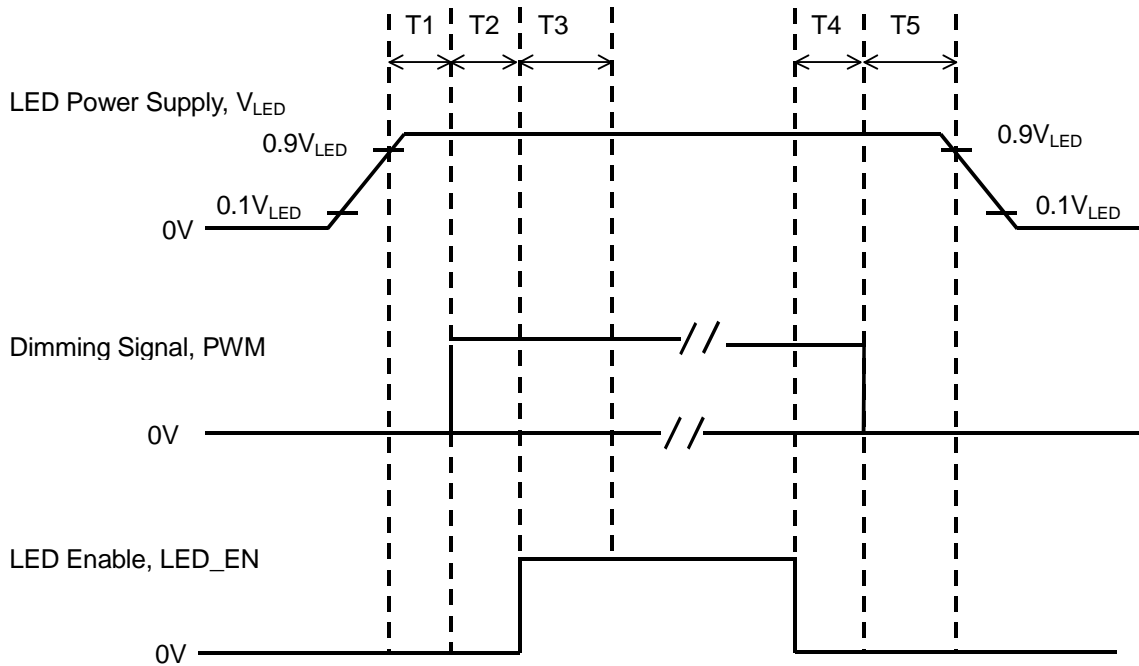 T1 T2 T3 T4 T5
LED Power Supply, VLED
0.9VLED 0.9VLED
0.1VLED 0.1VLED
0V
Dimming Signal, PWM
0V
LED Enable, LED_EN
0V